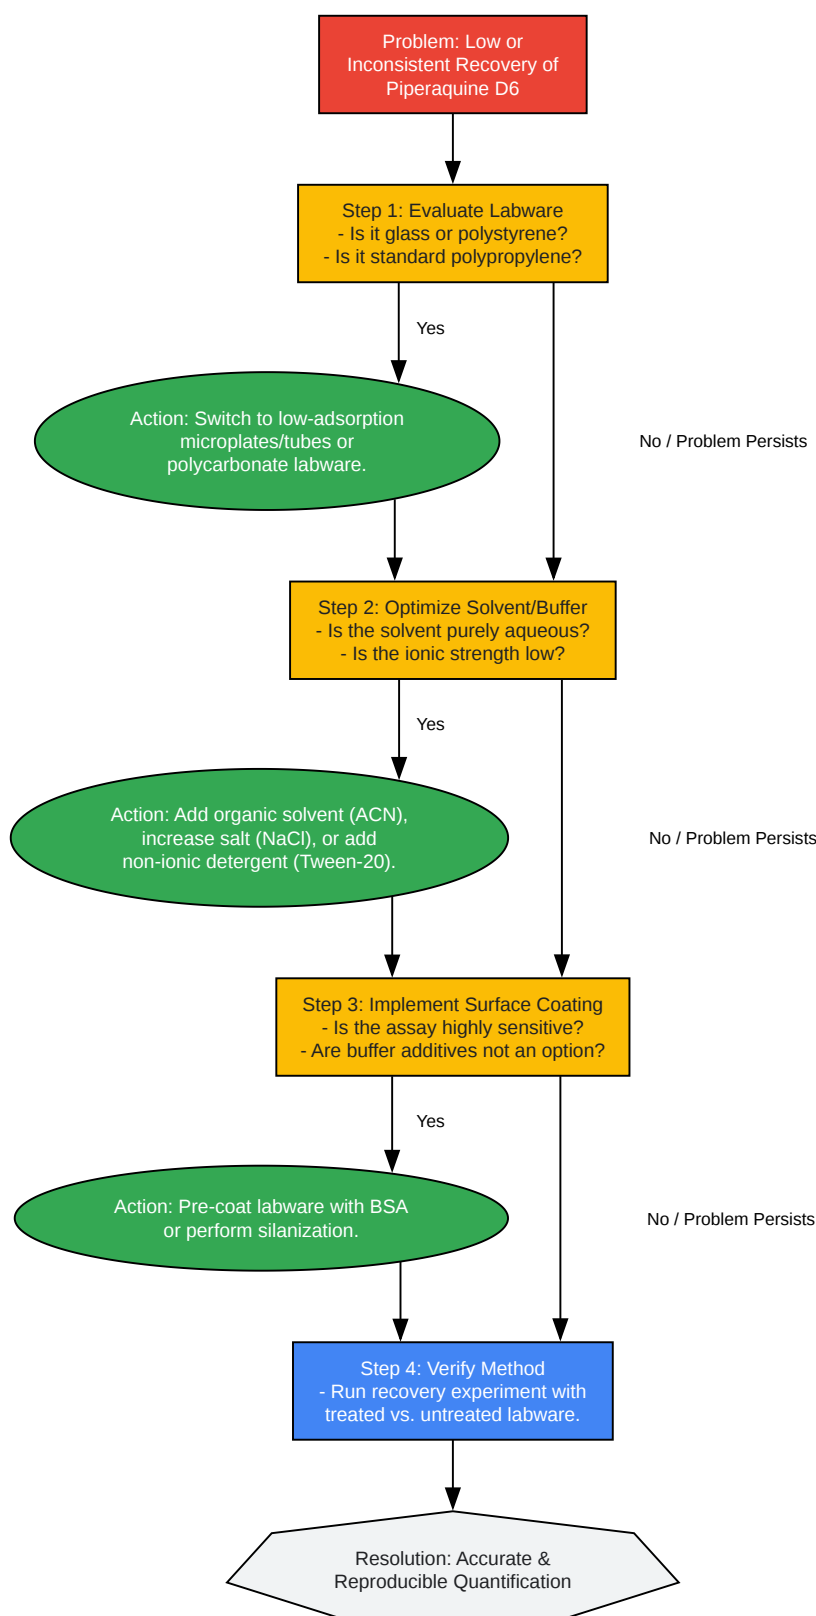 Problem: Low or
Inconsistent Recovery of
Piperaquine D6
Step 1: Evaluate Labware
- Is it glass or polystyrene?
- Is it standard polypropylene?
Yes
Action: Switch to low-adsorption
microplates/tubes or
polycarbonate labware.
No / Problem Persists
Step 2: Optimize Solvent/Buffer
- Is the solvent purely aqueous?
- Is the ionic strength low?
Yes
Action: Add organic solvent (ACN),
increase salt (NaCl), or add
non-ionic detergent (Tween-20).
No / Problem Persists
Step 3: Implement Surface Coating
- Is the assay highly sensitive?
- Are buffer additives not an option?
Yes
Action: Pre-coat labware with BSA
or perform silanization.
No / Problem Persists
Step 4: Verify Method
- Run recovery experiment with
treated vs. untreated labware.
Resolution: Accurate &
Reproducible Quantification